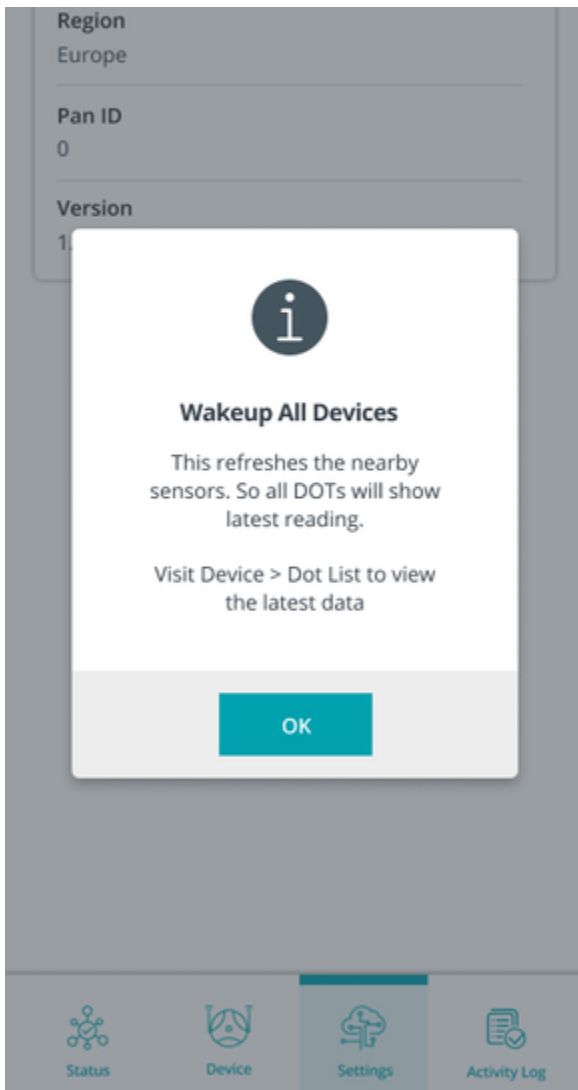 Region
Europe
Pan ID
0
Version
1.
Wakeup All Devices
This refreshes the nearby
sensors. So all DOTs will show
latest reading.
Visit Device > Dot List to view
the latest data
OK
Status
Device
Settings
Activity Log